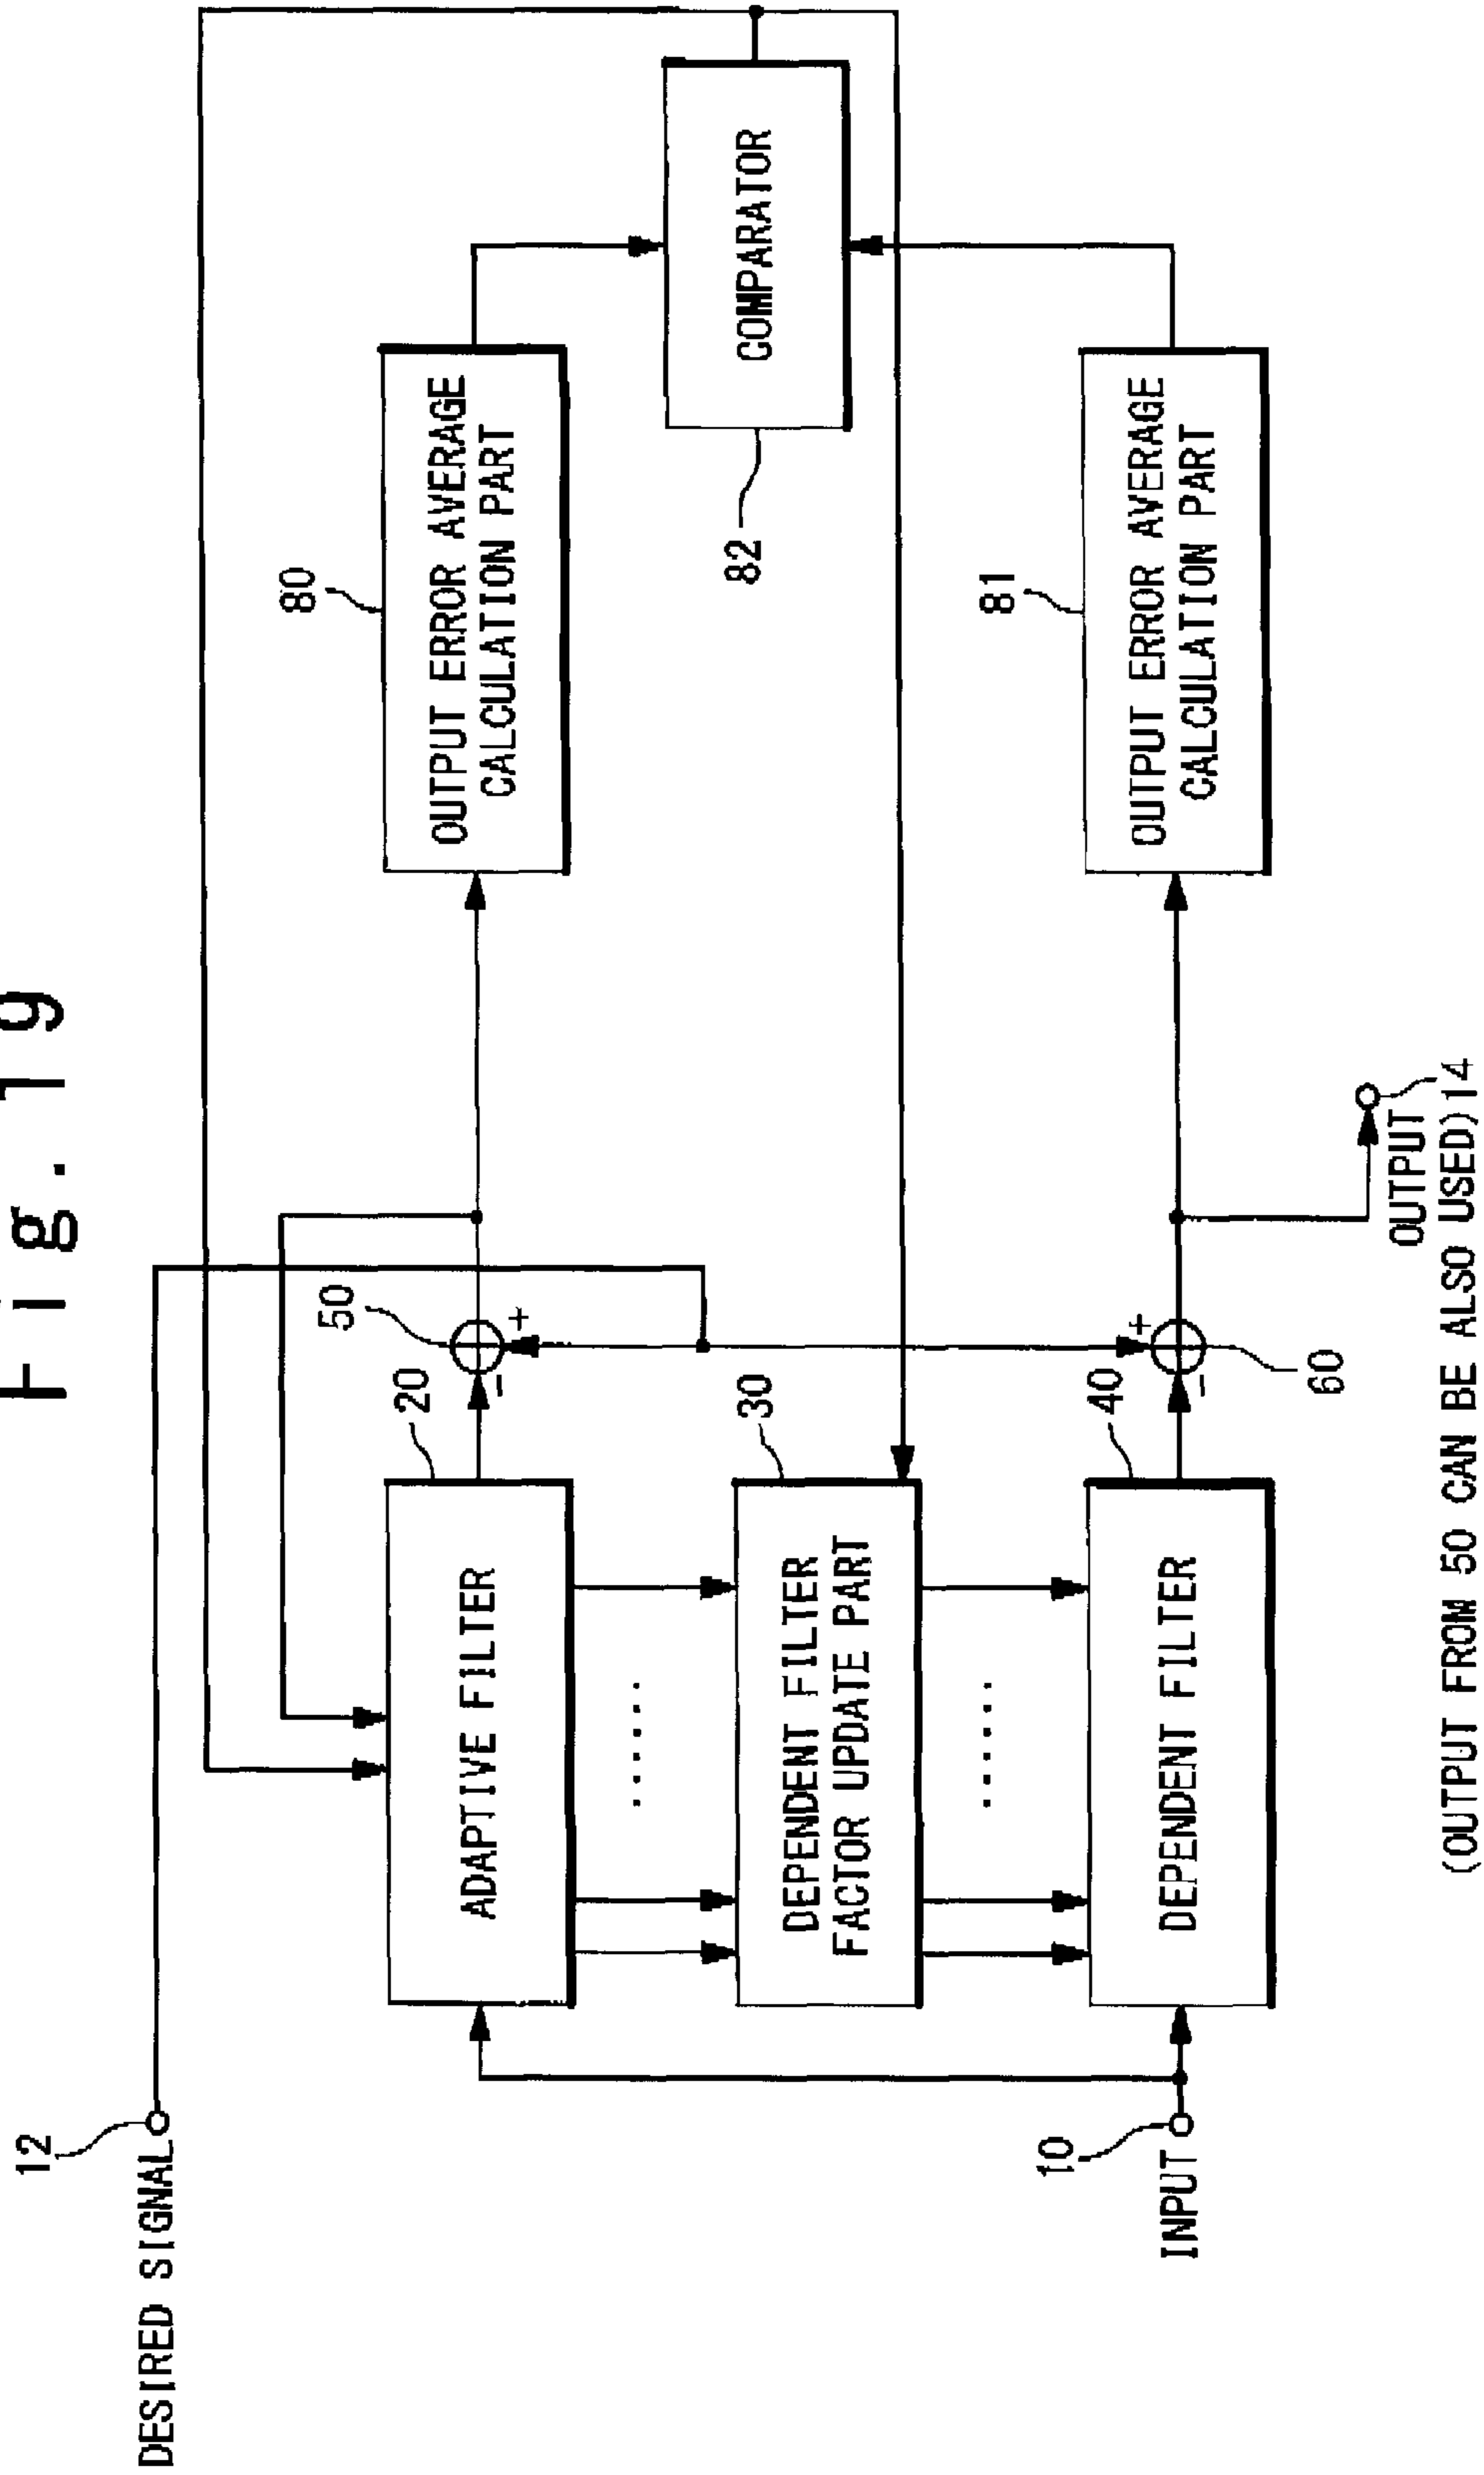 Fig. 19
12
DESIRED SIGNAL
80
OUTPUT ERROR AVERAGE
CALCULATION PART
50
20
ADAPTIVE FILTER
+
-
COMPARATOR
82
30
DEPENDENT FILTER
FACTOR UPDATE PART
......
......
81
OUTPUT ERROR AVERAGE
CALCULATION PART
10
INPUT
40
DEPENDENT FILTER
+
-
60
OUTPUT
14
(OUTPUT FROM 50 CAN BE ALSO USED)